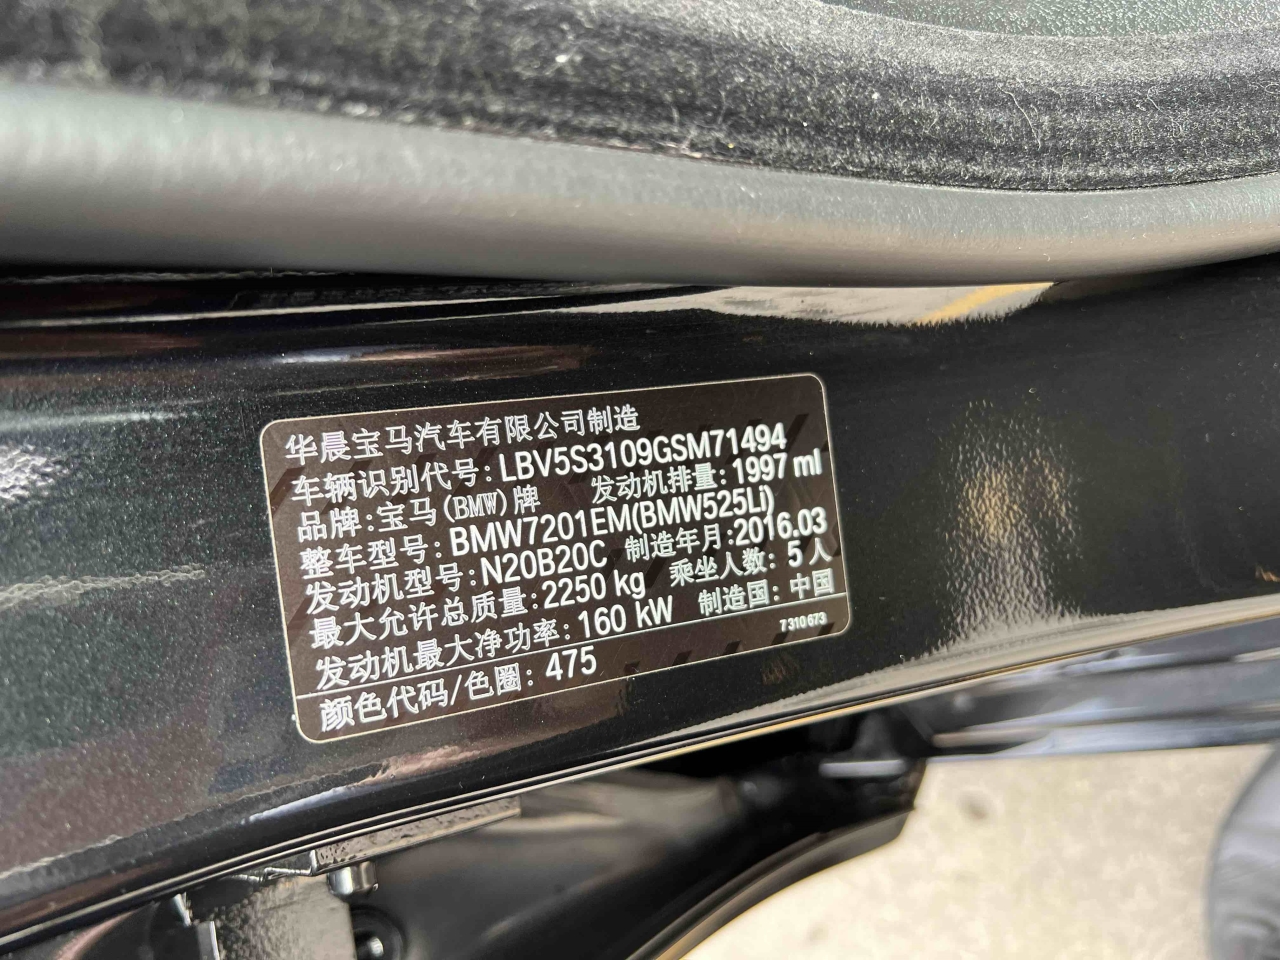 华晨宝马汽车有限公司制造
车辆识别代号: LBV5S3109GSM71494
品牌: 宝马(BMW)牌 发动机排量: 1997 ml
整车型号: BMW7201EM(BMW525Li)
发动机型号: N20B20C 制造年月: 2016.03
最大允许总质量: 2250 kg 乘坐人数: 5 人
发动机最大净功率: 160 kW 制造国: 中国
7310673
颜色代码/色圈: 475